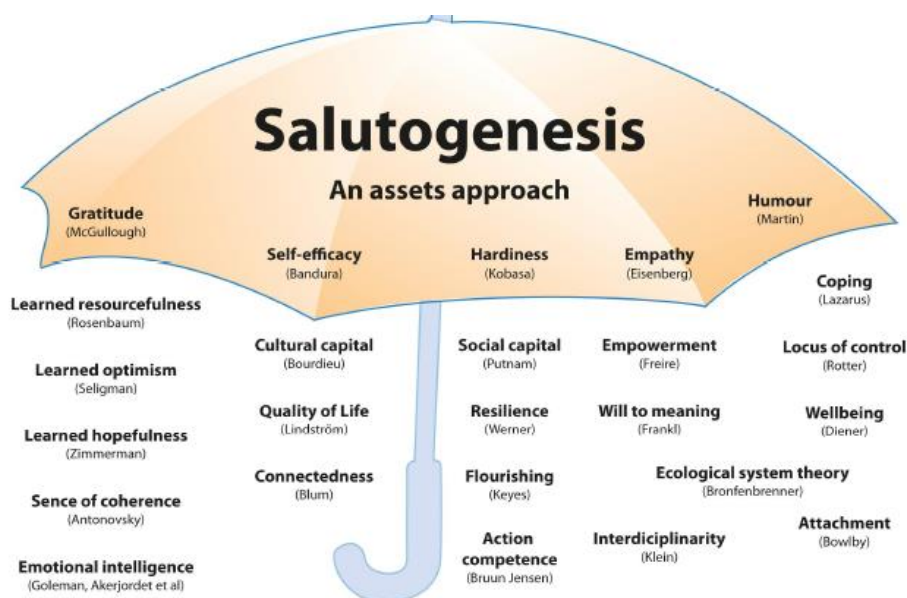 Salutogenesis
An assets approach
Gratitude
(McGullough)
Humour
(Martin)
Self-efficacy
(Bandura)
Hardiness
(Kobasa)
Empathy
(Eisenberg)
Coping
(Lazarus)
Learned resourcefulness
(Rosenbaum)
Cultural capital
(Bourdieu)
Social capital
(Putnam)
Empowerment
(Freire)
Locus of control
(Rotter)
Learned optimism
(Seligman)
Quality of Life
(Lindström)
Resilience
(Werner)
Will to meaning
(Frankl)
Wellbeing
(Diener)
Learned hopefulness
(Zimmerman)
Connectedness
(Blum)
Flourishing
(Keyes)
Ecological system theory
(Bronfenbrenner)
Sence of coherence
(Antonovsky)
Action
competence
(Bruun Jensen)
Interdiciplinarity
(Klein)
Attachment
(Bowlby)
Emotional intelligence
(Goleman, Akerjordet et al)